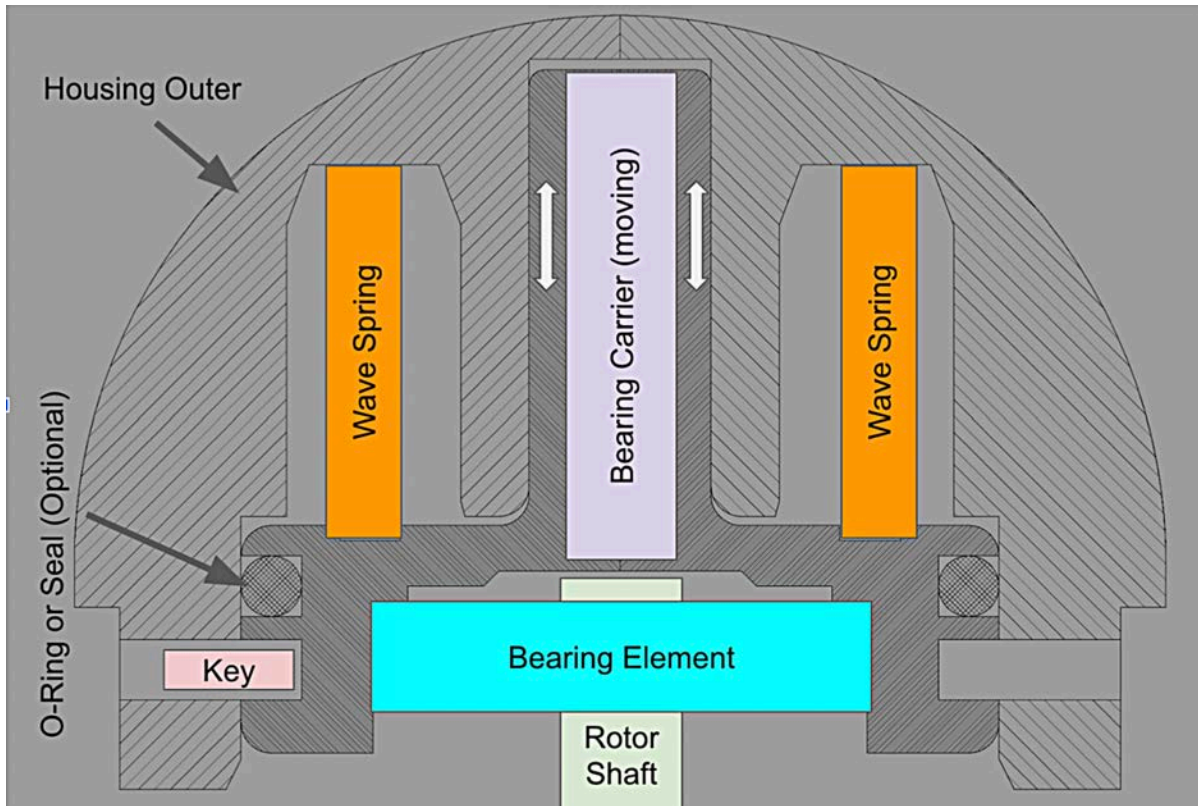 Housing Outer
Wave Spring
Bearing Carrier (moving)
Wave Spring
O-Ring or Seal (Optional)
Key
Bearing Element
Rotor
Shaft